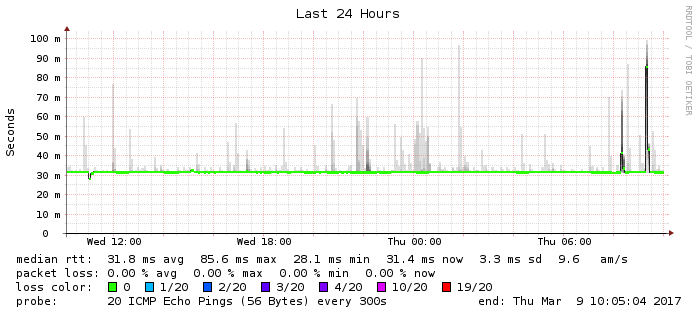 Last 24 Hours
RRDTOOL / TOBI OETIKER
Seconds
100 m
90 m
80 m
70 m
60 m
50 m
40 m
30 m
20 m
10 m
0
Wed 12:00 Wed 18:00 Thu 00:00 Thu 06:00
median rtt: 31.8 ms avg 85.6 ms max 28.1 ms min 31.4 ms now 3.3 ms sd 9.6 am/s
packet loss: 0.00 % avg 0.00 % max 0.00 % min 0.00 % now
loss color: 0 1/20 2/20 3/20 4/20 10/20 19/20
probe: 20 ICMP Echo Pings (56 Bytes) every 300s end: Thu Mar 9 10:05:04 2017